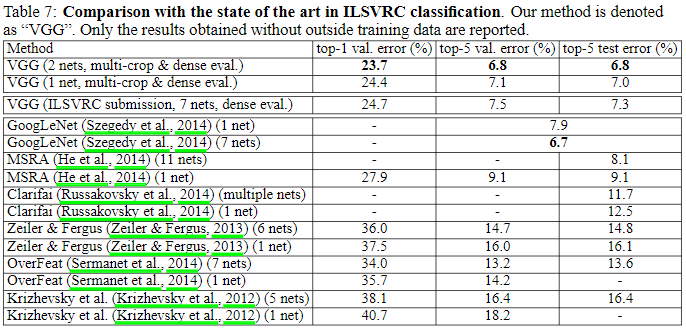 Table 7: Comparison with the state of the art in ILSVRC classification. Our method is denoted
as “VGG”. Only the results obtained without outside training data are reported.
Method top-1 val. error (%) top-5 val. error (%) top-5 test error (%)
VGG (2 nets, multi-crop & dense eval.) 23.7 6.8 6.8
VGG (1 net, multi-crop & dense eval.) 24.4 7.1 7.0
VGG (ILSVRC submission, 7 nets, dense eval.) 24.7 7.5 7.3
GoogLeNet (Szegedy et al., 2014) (1 net) - 7.9
GoogLeNet (Szegedy et al., 2014) (7 nets) - 6.7
MSRA (He et al., 2014) (11 nets) - - 8.1
MSRA (He et al., 2014) (1 net) 27.9 9.1 9.1
Clarifai (Russakovsky et al., 2014) (multiple nets) - - 11.7
Clarifai (Russakovsky et al., 2014) (1 net) - - 12.5
Zeiler & Fergus (Zeiler & Fergus, 2013) (6 nets) 36.0 14.7 14.8
Zeiler & Fergus (Zeiler & Fergus, 2013) (1 net) 37.5 16.0 16.1
OverFeat (Sermanet et al., 2014) (7 nets) 34.0 13.2 13.6
OverFeat (Sermanet et al., 2014) (1 net) 35.7 14.2 -
Krizhevsky et al. (Krizhevsky et al., 2012) (5 nets) 38.1 16.4 16.4
Krizhevsky et al. (Krizhevsky et al., 2012) (1 net) 40.7 18.2 -